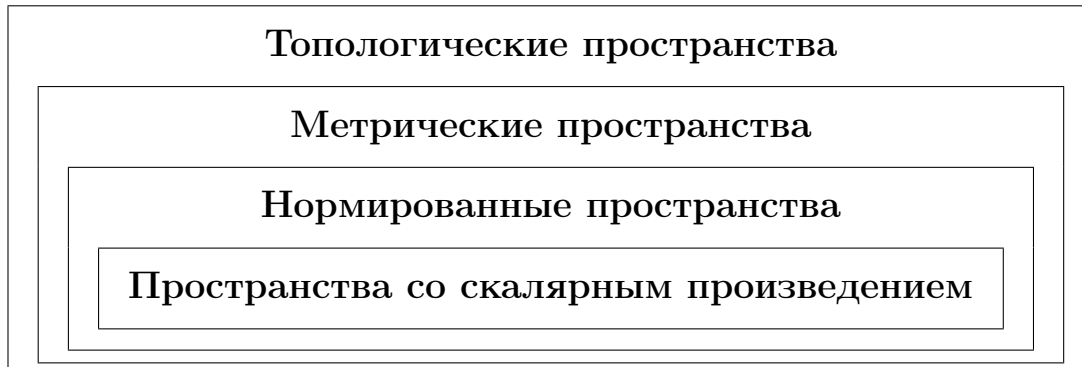 Топологические пространства
Метрические пространства
Нормированные пространства
Пространства со скалярным произведением